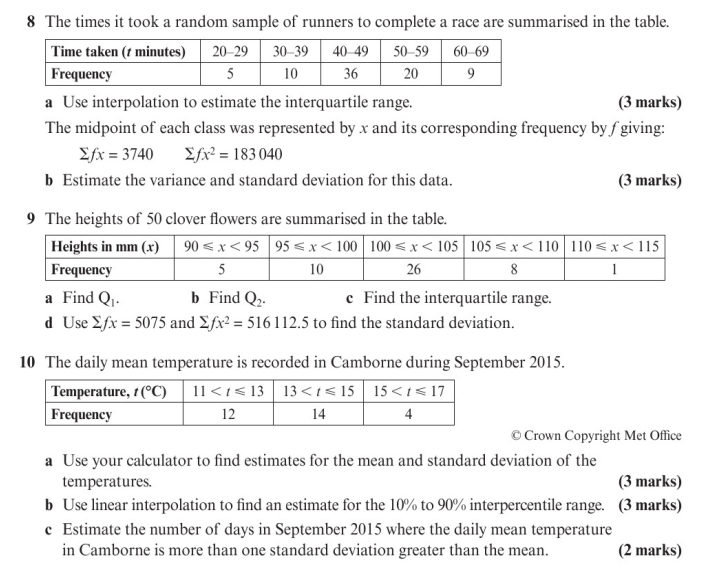 8 The times it took a random sample of runners to complete a race are summarised in the table.
Time taken (t minutes) 20–29 30–39 40–49 50–59 60–69
Frequency 5 10 36 20 9
a Use interpolation to estimate the interquartile range. (3 marks)
The midpoint of each class was represented by x and its corresponding frequency by f giving:
Σfx = 3740 Σfx² = 183 040
b Estimate the variance and standard deviation for this data. (3 marks)
9 The heights of 50 clover flowers are summarised in the table.
Heights in mm (x) 90 ⩽ x < 95 95 ⩽ x < 100 100 ⩽ x < 105 105 ⩽ x < 110 110 ⩽ x < 115
Frequency 5 10 26 8 1
a Find Q₁. b Find Q₂. c Find the interquartile range.
d Use Σfx = 5075 and Σfx² = 516 112.5 to find the standard deviation.
10 The daily mean temperature is recorded in Camborne during September 2015.
Temperature, t (°C) 11 < t ⩽ 13 13 < t ⩽ 15 15 < t ⩽ 17
Frequency 12 14 4
© Crown Copyright Met Office
a Use your calculator to find estimates for the mean and standard deviation of the
temperatures. (3 marks)
b Use linear interpolation to find an estimate for the 10% to 90% interpercentile range. (3 marks)
c Estimate the number of days in September 2015 where the daily mean temperature
in Camborne is more than one standard deviation greater than the mean. (2 marks)